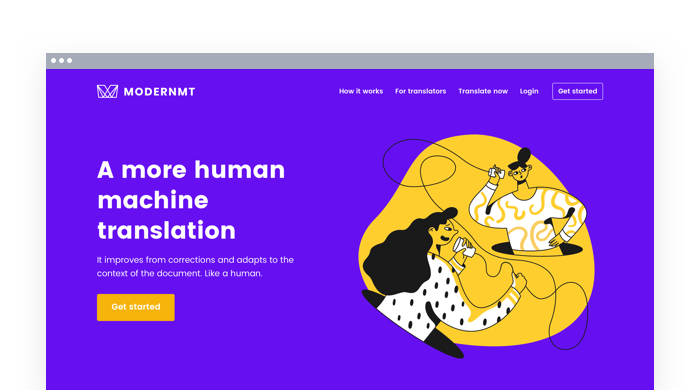 MODERNMT
How it works For translators Translate now Login Get started
A more human
machine
translation
It improves from corrections and adapts to the
context of the document. Like a human.
Get started